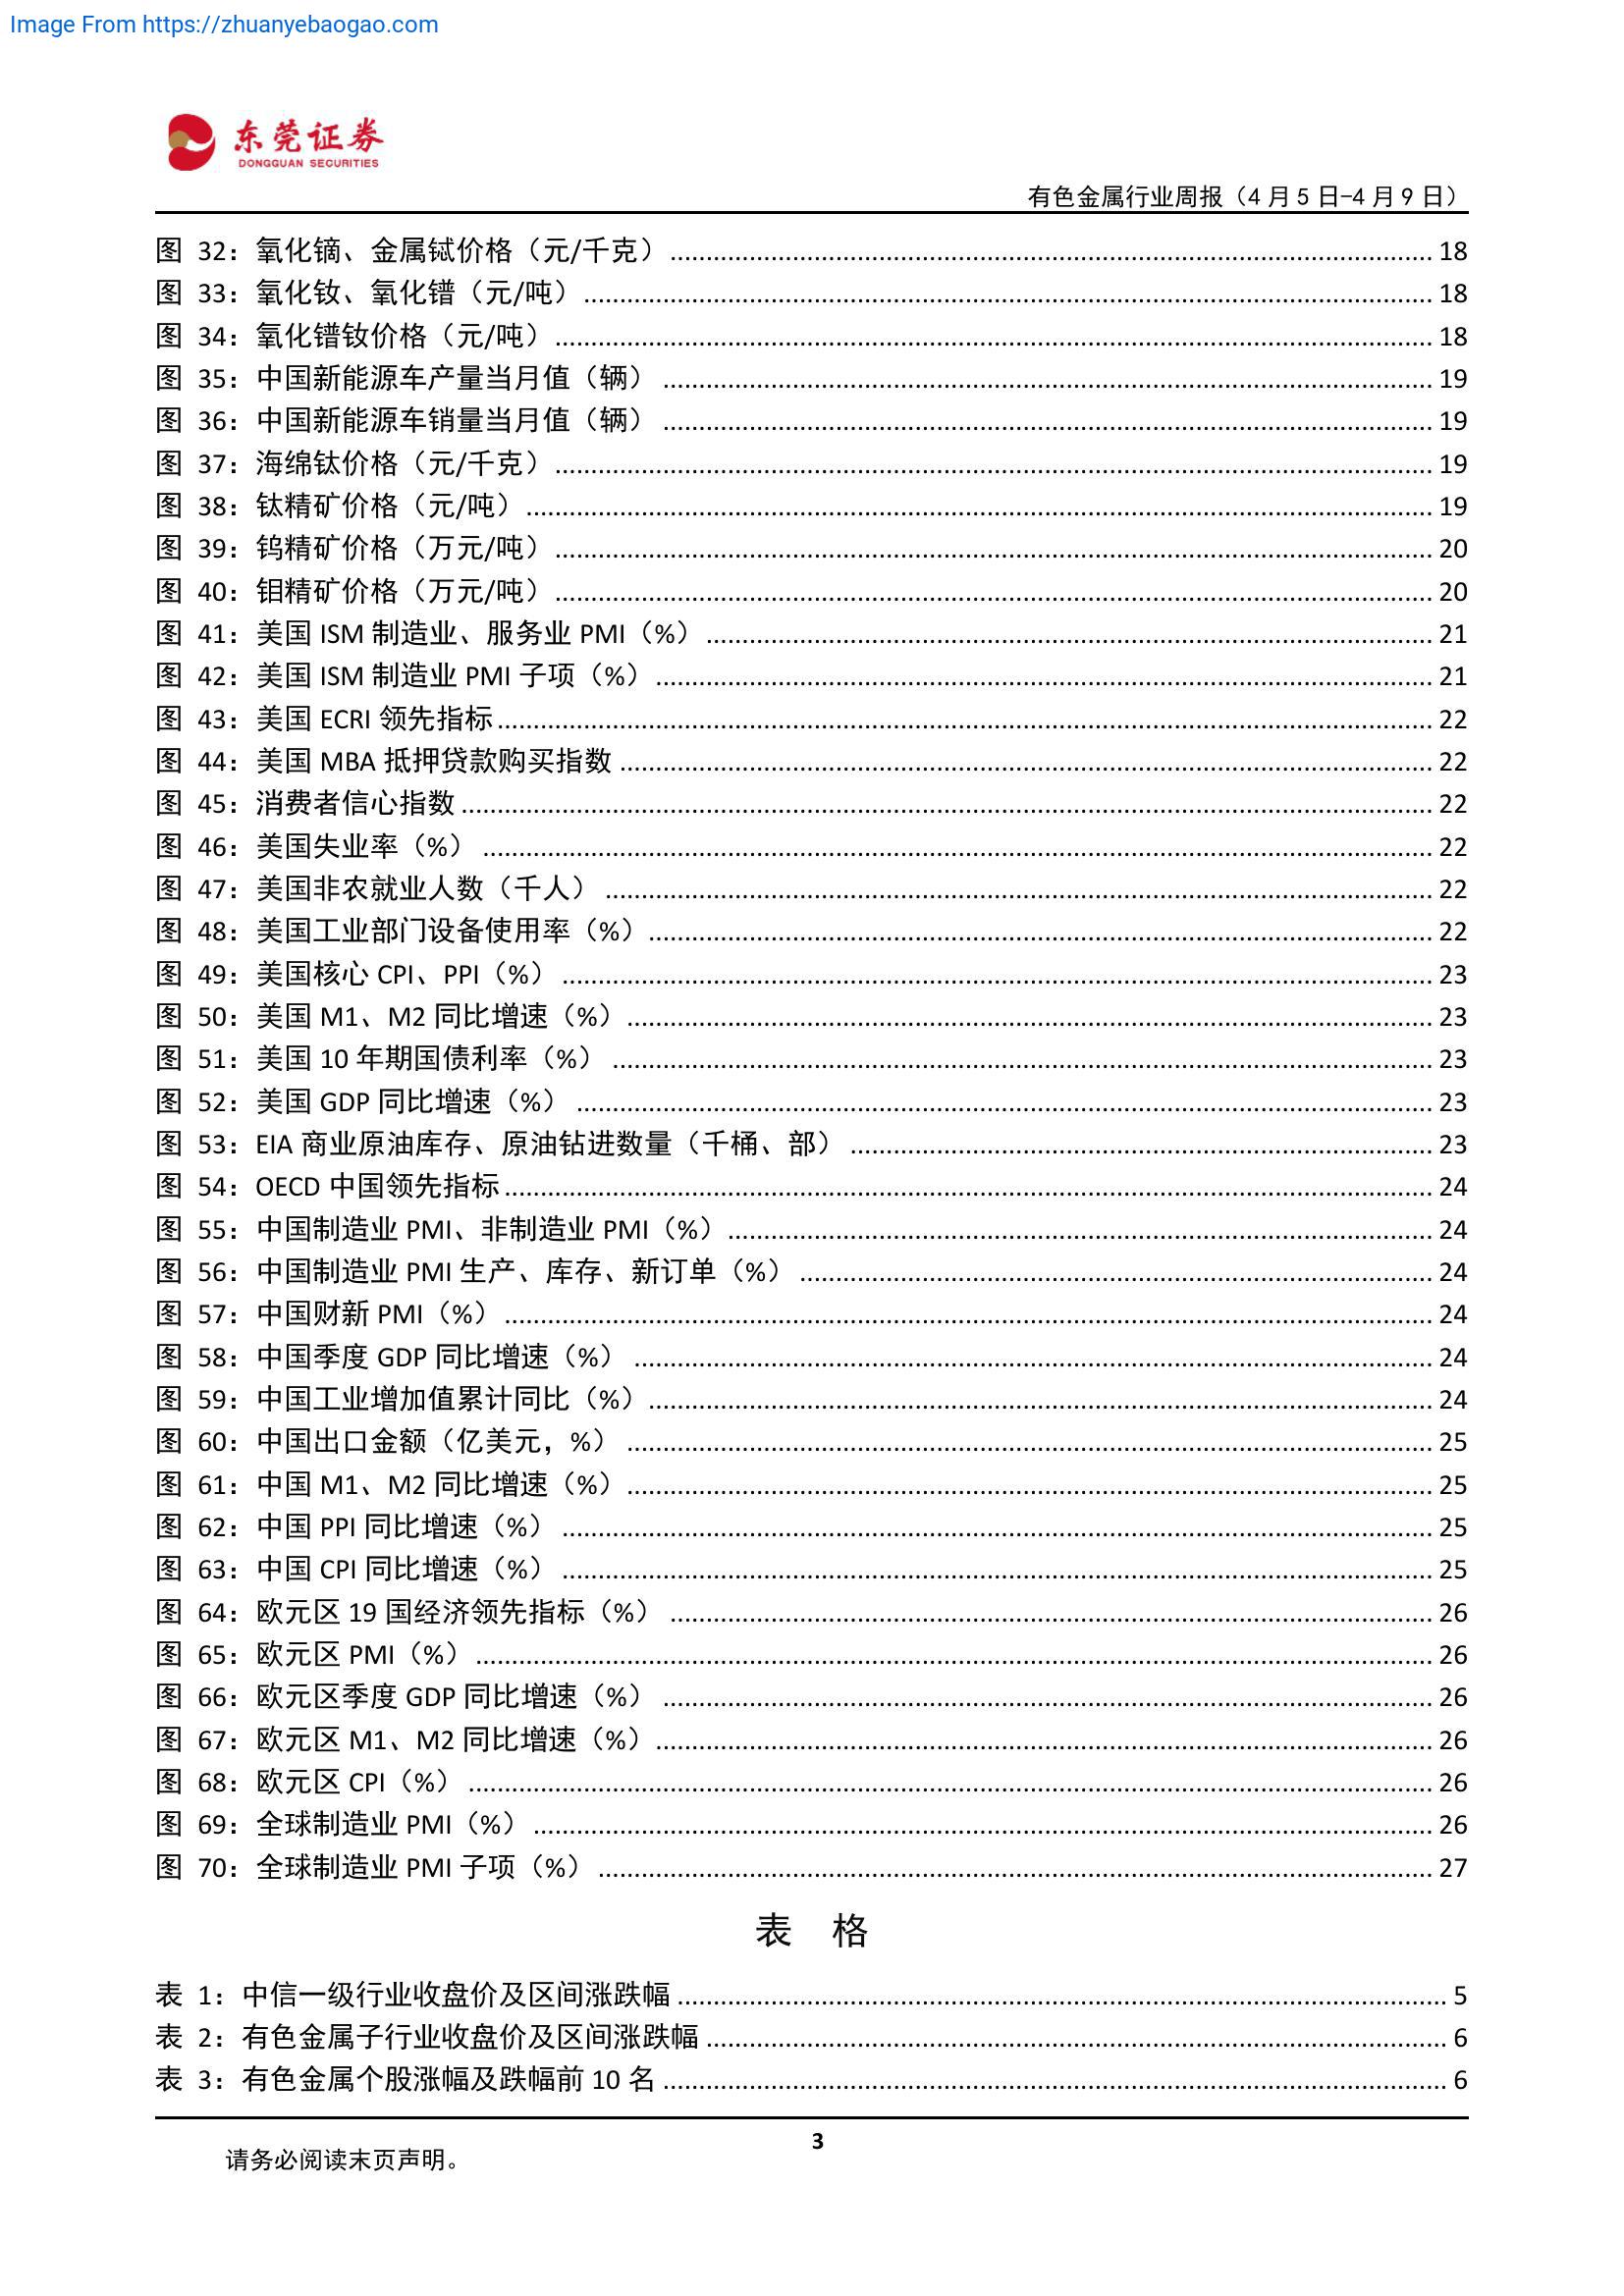 Image From https://zhuanyebaogao.com
东莞证券
DONGGUAN SECURITIES
有色金属行业周报（4 月 5 日-4 月 9 日）
图 32：氧化镝、金属铽价格（元/千克） 18
图 33：氧化钕、氧化镨（元/吨） 18
图 34：氧化镨钕价格（元/吨） 18
图 35：中国新能源车产量当月值（辆） 19
图 36：中国新能源车销量当月值（辆） 19
图 37：海绵钛价格（元/千克） 19
图 38：钛精矿价格（元/吨） 19
图 39：钨精矿价格（万元/吨） 20
图 40：钼精矿价格（万元/吨） 20
图 41：美国 ISM 制造业、服务业 PMI（%） 21
图 42：美国 ISM 制造业 PMI 子项（%） 21
图 43：美国 ECRI 领先指标 22
图 44：美国 MBA 抵押贷款购买指数 22
图 45：消费者信心指数 22
图 46：美国失业率（%） 22
图 47：美国非农就业人数（千人） 22
图 48：美国工业部门设备使用率（%） 22
图 49：美国核心 CPI、PPI（%） 23
图 50：美国 M1、M2 同比增速（%） 23
图 51：美国 10 年期国债利率（%） 23
图 52：美国 GDP 同比增速（%） 23
图 53：EIA 商业原油库存、原油钻进数量（千桶、部） 23
图 54：OECD 中国领先指标 24
图 55：中国制造业 PMI、非制造业 PMI（%） 24
图 56：中国制造业 PMI 生产、库存、新订单（%） 24
图 57：中国财新 PMI（%） 24
图 58：中国季度 GDP 同比增速（%） 24
图 59：中国工业增加值累计同比（%） 24
图 60：中国出口金额（亿美元，%） 25
图 61：中国 M1、M2 同比增速（%） 25
图 62：中国 PPI 同比增速（%） 25
图 63：中国 CPI 同比增速（%） 25
图 64：欧元区 19 国经济领先指标（%） 26
图 65：欧元区 PMI（%） 26
图 66：欧元区季度 GDP 同比增速（%） 26
图 67：欧元区 M1、M2 同比增速（%） 26
图 68：欧元区 CPI（%） 26
图 69：全球制造业 PMI（%） 26
图 70：全球制造业 PMI 子项（%） 27
表 格
表 1：中信一级行业收盘价及区间涨跌幅 5
表 2：有色金属子行业收盘价及区间涨跌幅 6
表 3：有色金属个股涨幅及跌幅前 10 名 6
3
请务必阅读末页声明。